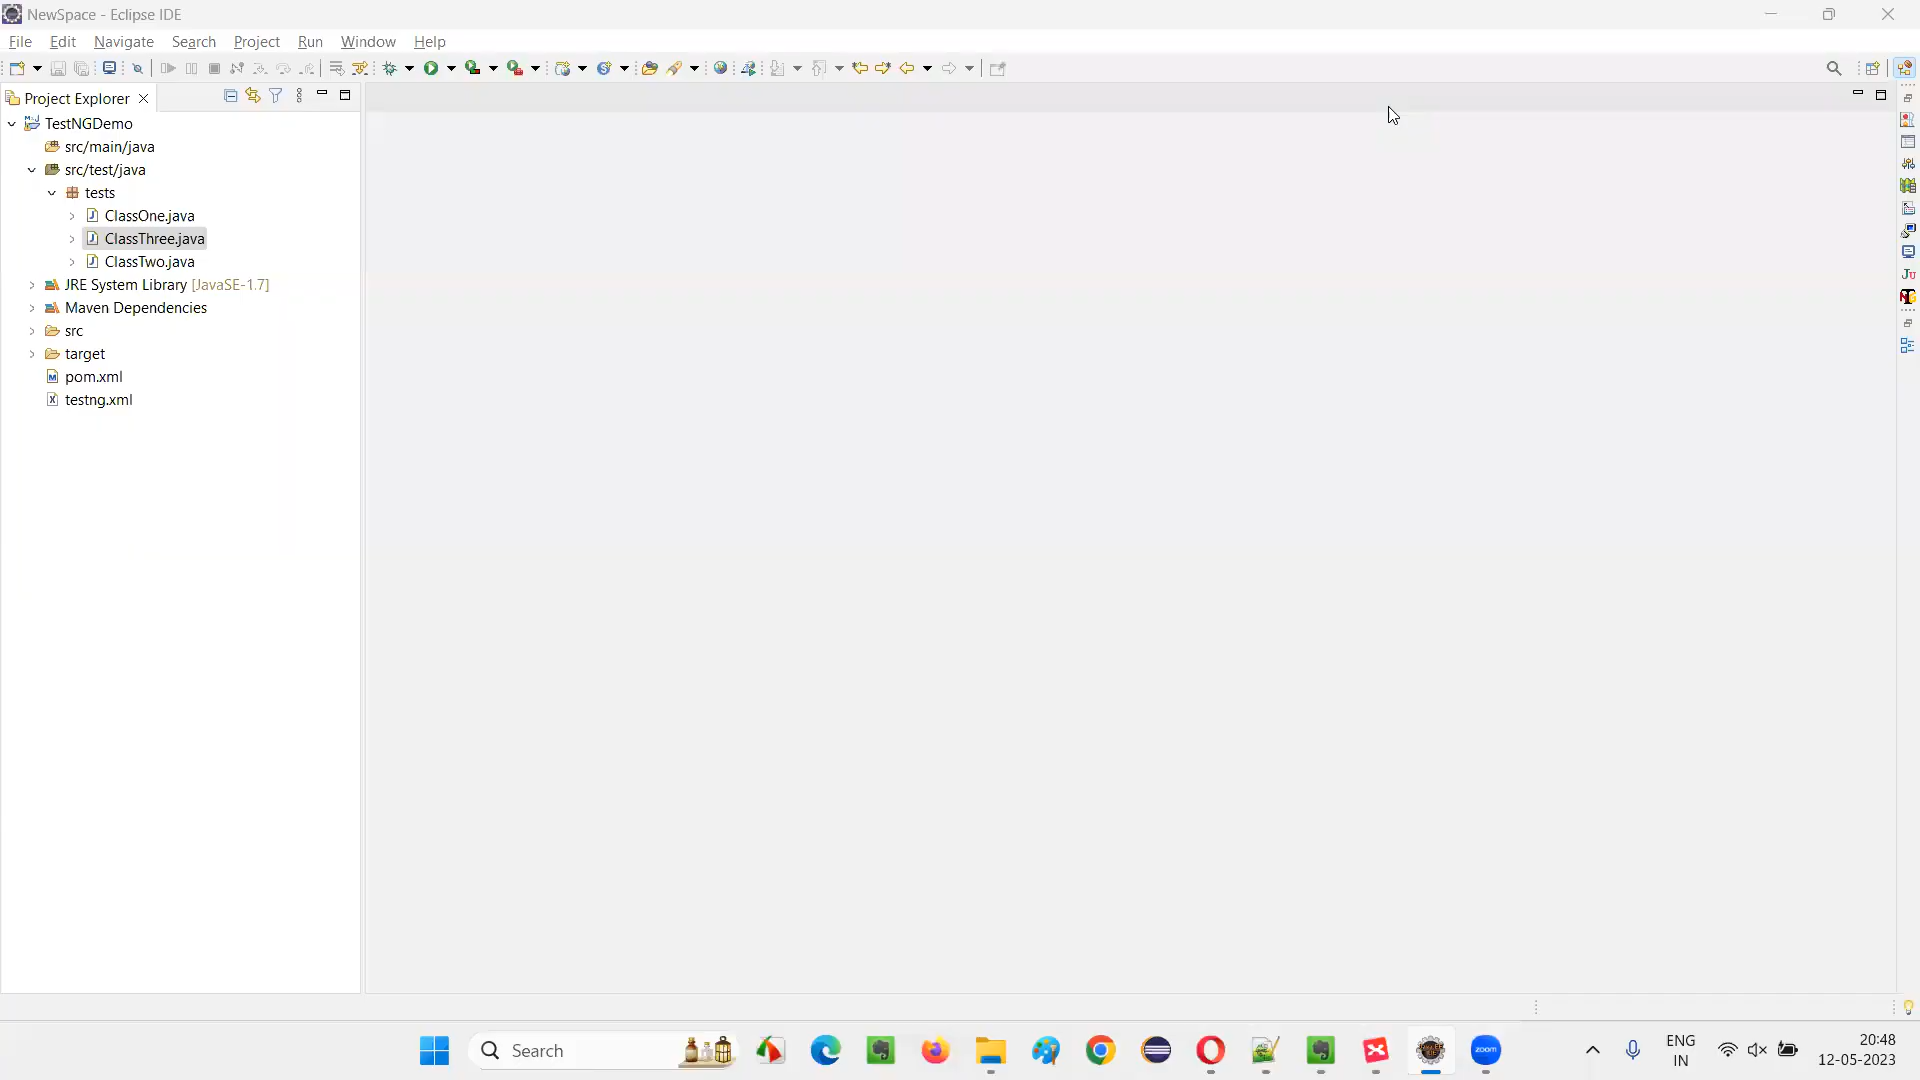 NewSpace - Eclipse IDE
File Edit Navigate Search Project Run Window Help
Project Explorer
TestNGDemo
src/main/java
src/test/java
tests
ClassOne.java
ClassThree.java
ClassTwo.java
JRE System Library [JavaSE-1.7]
Maven Dependencies
src
target
pom.xml
testng.xml
Search
zoom
ENG
IN
20:48
12-05-2023